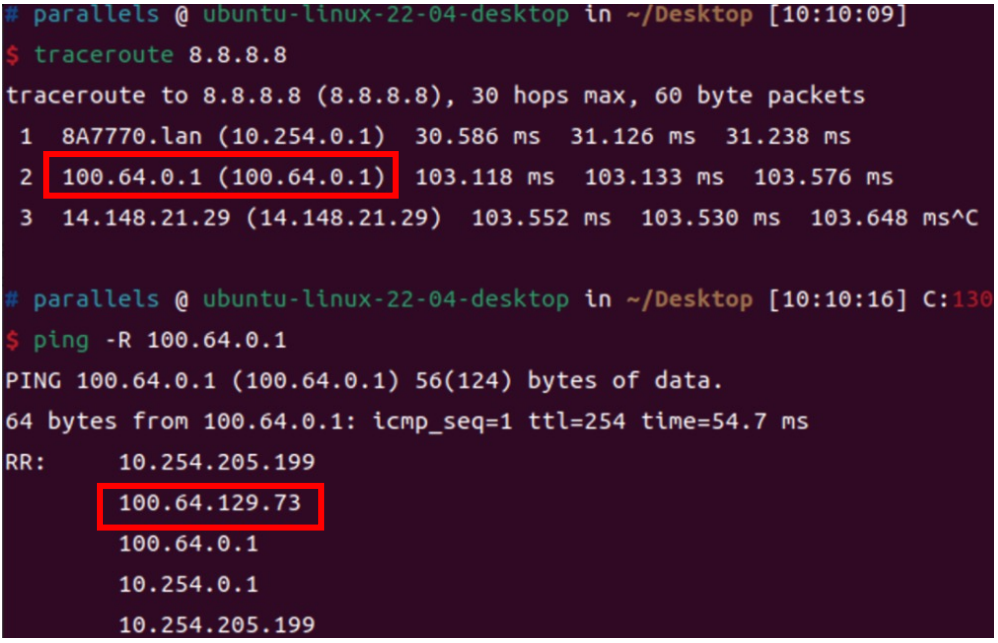 # parallels @ ubuntu-linux-22-04-desktop in ~/Desktop [10:10:09]
$ traceroute 8.8.8.8
traceroute to 8.8.8.8 (8.8.8.8), 30 hops max, 60 byte packets
1 8A7770.lan (10.254.0.1) 30.586 ms 31.126 ms 31.238 ms
2 100.64.0.1 (100.64.0.1) 103.118 ms 103.133 ms 103.576 ms
3 14.148.21.29 (14.148.21.29) 103.552 ms 103.530 ms 103.648 ms^C
# parallels @ ubuntu-linux-22-04-desktop in ~/Desktop [10:10:16] C:130
$ ping -R 100.64.0.1
PING 100.64.0.1 (100.64.0.1) 56(124) bytes of data.
64 bytes from 100.64.0.1: icmp_seq=1 ttl=254 time=54.7 ms
RR: 10.254.205.199
100.64.129.73
100.64.0.1
10.254.0.1
10.254.205.199